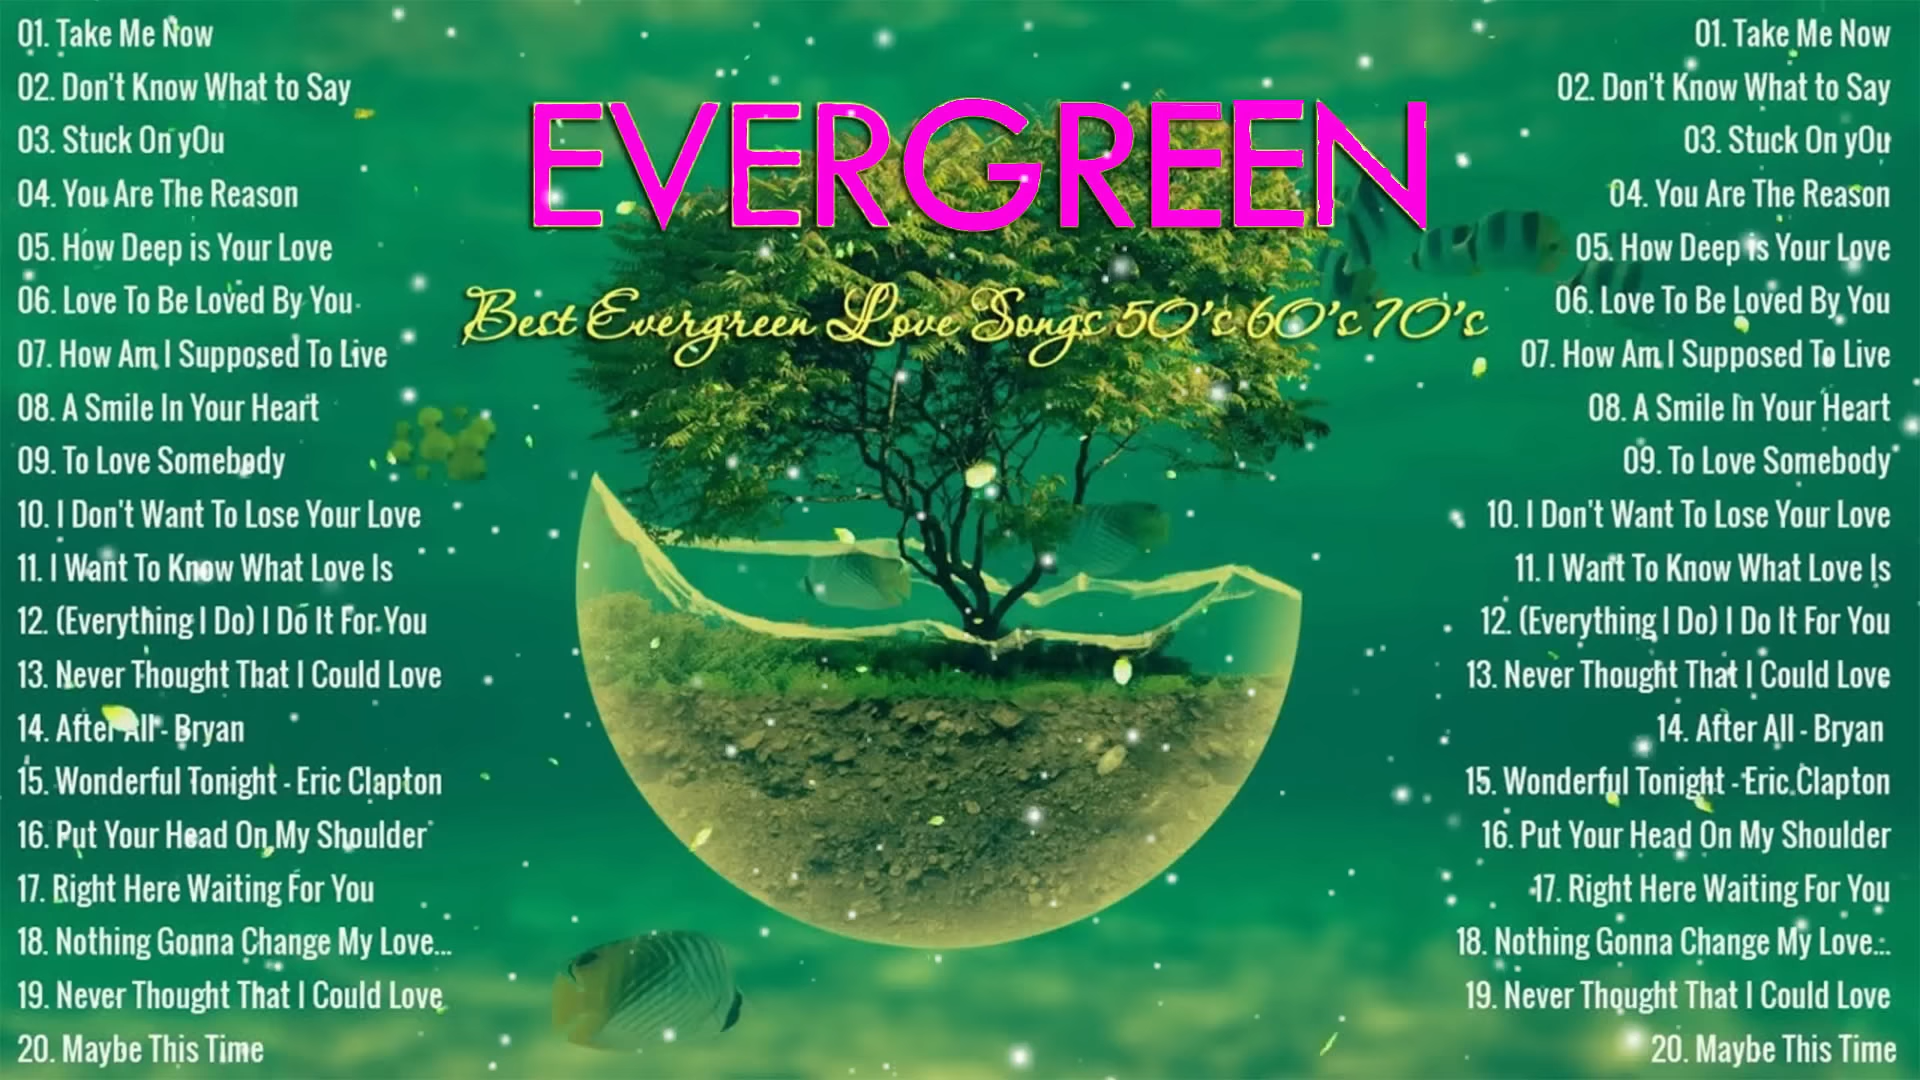 01. Take Me Now
02. Don't Know What to Say
03. Stuck On yOu
04. You Are The Reason
05. How Deep is Your Love
06. Love To Be Loved By You
07. How Am I Supposed To Live
08. A Smile In Your Heart
09. To Love Somebody
10. I Don't Want To Lose Your Love
11. I Want To Know What Love Is
12. (Everything I Do) I Do It For You
13. Never Thought That I Could Love
14. After All - Bryan
15. Wonderful Tonight - Eric Clapton
16. Put Your Head On My Shoulder
17. Right Here Waiting For You
18. Nothing Gonna Change My Love...
19. Never Thought That I Could Love
20. Maybe This Time
EVERGREEN
Best Evergreen Love Songs 50's 60's 70's
01. Take Me Now
02. Don't Know What to Say
03. Stuck On yOu
04. You Are The Reason
05. How Deep is Your Love
06. Love To Be Loved By You
07. How Am I Supposed To Live
08. A Smile In Your Heart
09. To Love Somebody
10. I Don't Want To Lose Your Love
11. I Want To Know What Love Is
12. (Everything I Do) I Do It For You
13. Never Thought That I Could Love
14. After All - Bryan
15. Wonderful Tonight - Eric Clapton
16. Put Your Head On My Shoulder
17. Right Here Waiting For You
18. Nothing Gonna Change My Love...
19. Never Thought That I Could Love
20. Maybe This Time